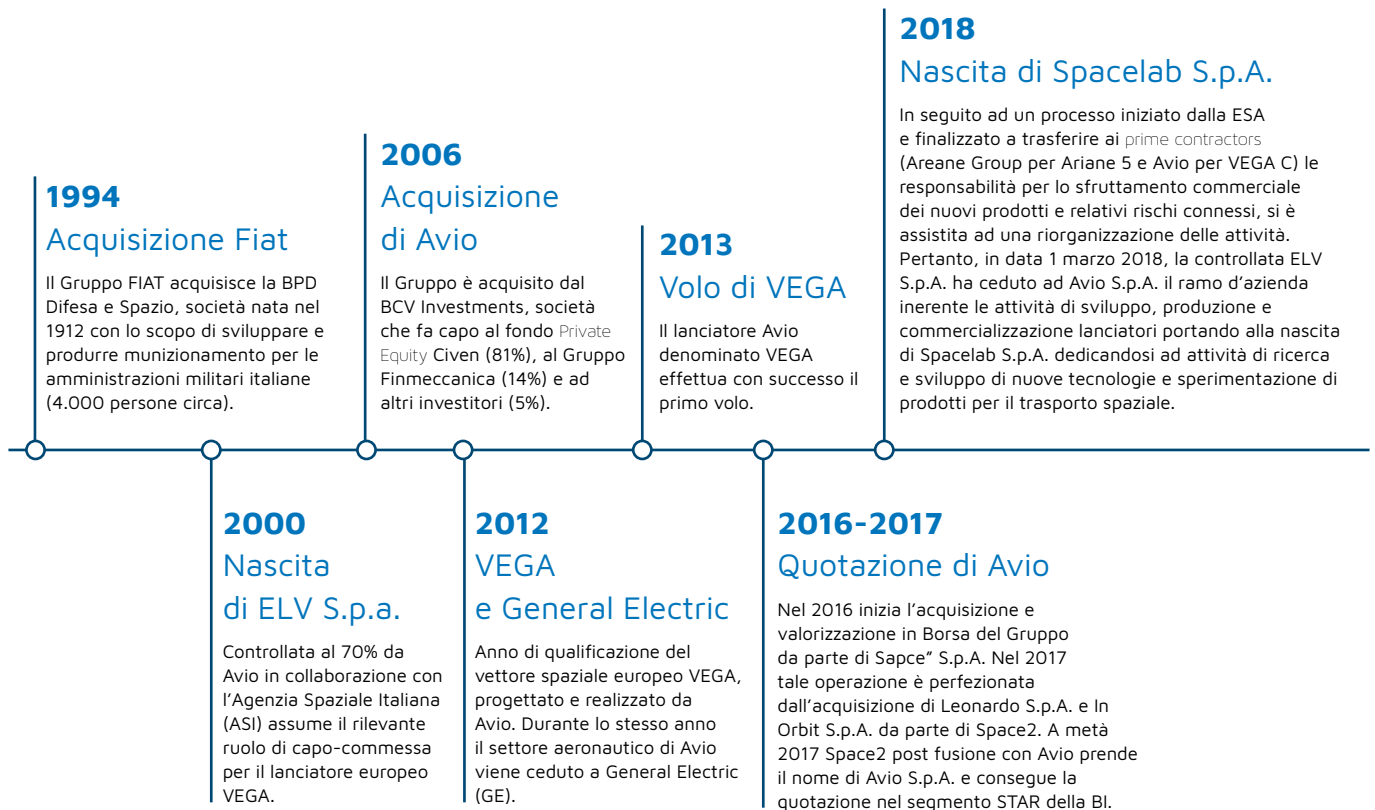 1994
Acquisizione Fiat
Il Gruppo FIAT acquisisce la BPD
Difesa e Spazio, società nata nel
1912 con lo scopo di sviluppare e
produrre munizionamento per le
amministrazioni militari italiane
(4.000 persone circa).
2000
Nascita
di ELV S.p.a.
Controllata al 70% da
Avio in collaborazione con
l'Agenzia Spaziale Italiana
(ASI) assume il rilevante
ruolo di capo-commessa
per il lanciatore europeo
VEGA.
2006
Acquisizione
di Avio
Il Gruppo è acquisito dal
BCV Investments, società
che fa capo al fondo Private
Equity Civen (81%), al Gruppo
Finmeccanica (14%) e ad
altri investitori (5%).
2012
VEGA
e General Electric
Anno di qualificazione del
vettore spaziale europeo VEGA,
progettato e realizzato da
Avio. Durante lo stesso anno
il settore aeronautico di Avio
viene ceduto a General Electric
(GE).
2013
Volo di VEGA
Il lanciatore Avio
denominato VEGA
effettua con successo il
primo volo.
2016-2017
Quotazione di Avio
Nel 2016 inizia l'acquisizione e
valorizzazione in Borsa del Gruppo
da parte di Sapce” S.p.A. Nel 2017
tale operazione è perfezionata
dall'acquisizione di Leonardo S.p.A. e In
Orbit S.p.A. da parte di Space2. A metà
2017 Space2 post fusione con Avio prende
il nome di Avio S.p.A. e consegue la
quotazione nel segmento STAR della BI.
2018
Nascita di Spacelab S.p.A.
In seguito ad un processo iniziato dalla ESA
e finalizzato a trasferire ai prime contractors
(Areane Group per Ariane 5 e Avio per VEGA C) le
responsabilità per lo sfruttamento commerciale
dei nuovi prodotti e relativi rischi connessi, si è
assistita ad una riorganizzazione delle attività.
Pertanto, in data 1 marzo 2018, la controllata ELV
S.p.A. ha ceduto ad Avio S.p.A. il ramo d'azienda
inerente le attività di sviluppo, produzione e
commercializzazione lanciatori portando alla nascita
di Spacelab S.p.A. dedicandosi ad attività di ricerca
e sviluppo di nuove tecnologie e sperimentazione di
prodotti per il trasporto spaziale.